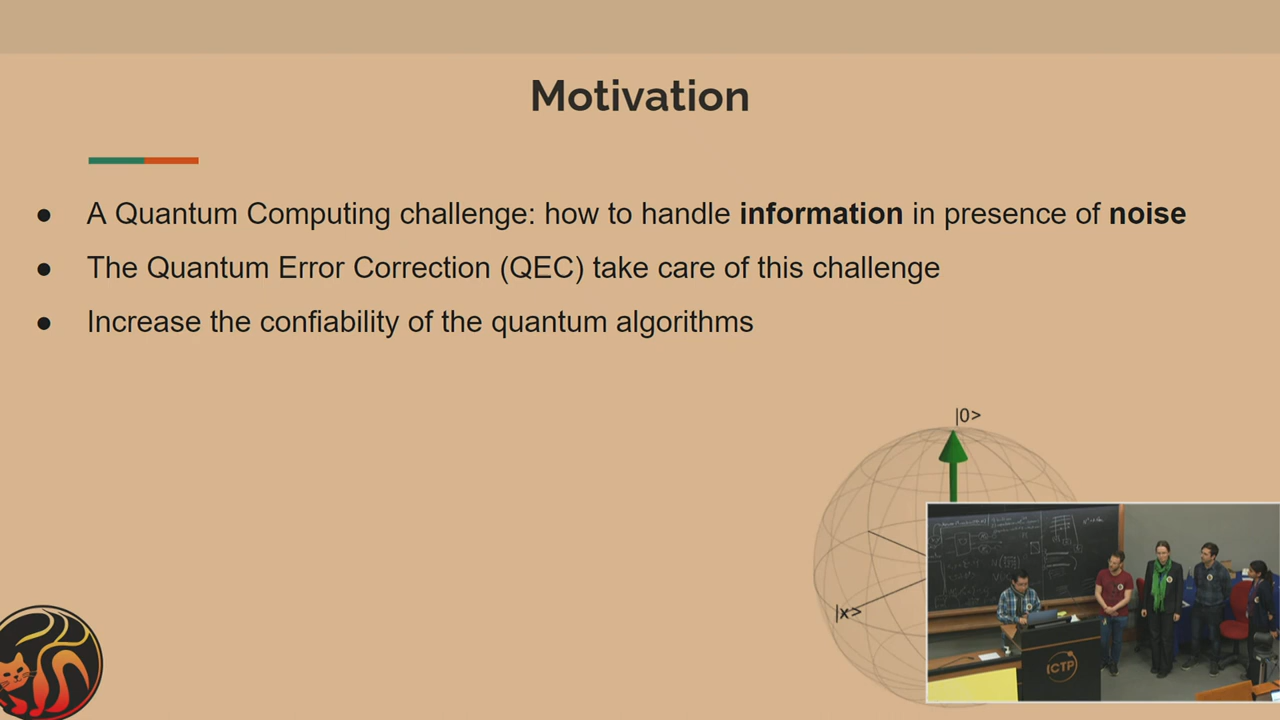 Motivation
● A Quantum Computing challenge: how to handle information in presence of noise
● The Quantum Error Correction (QEC) take care of this challenge
● Increase the confiability of the quantum algorithms
|0>
|x>
ICTP